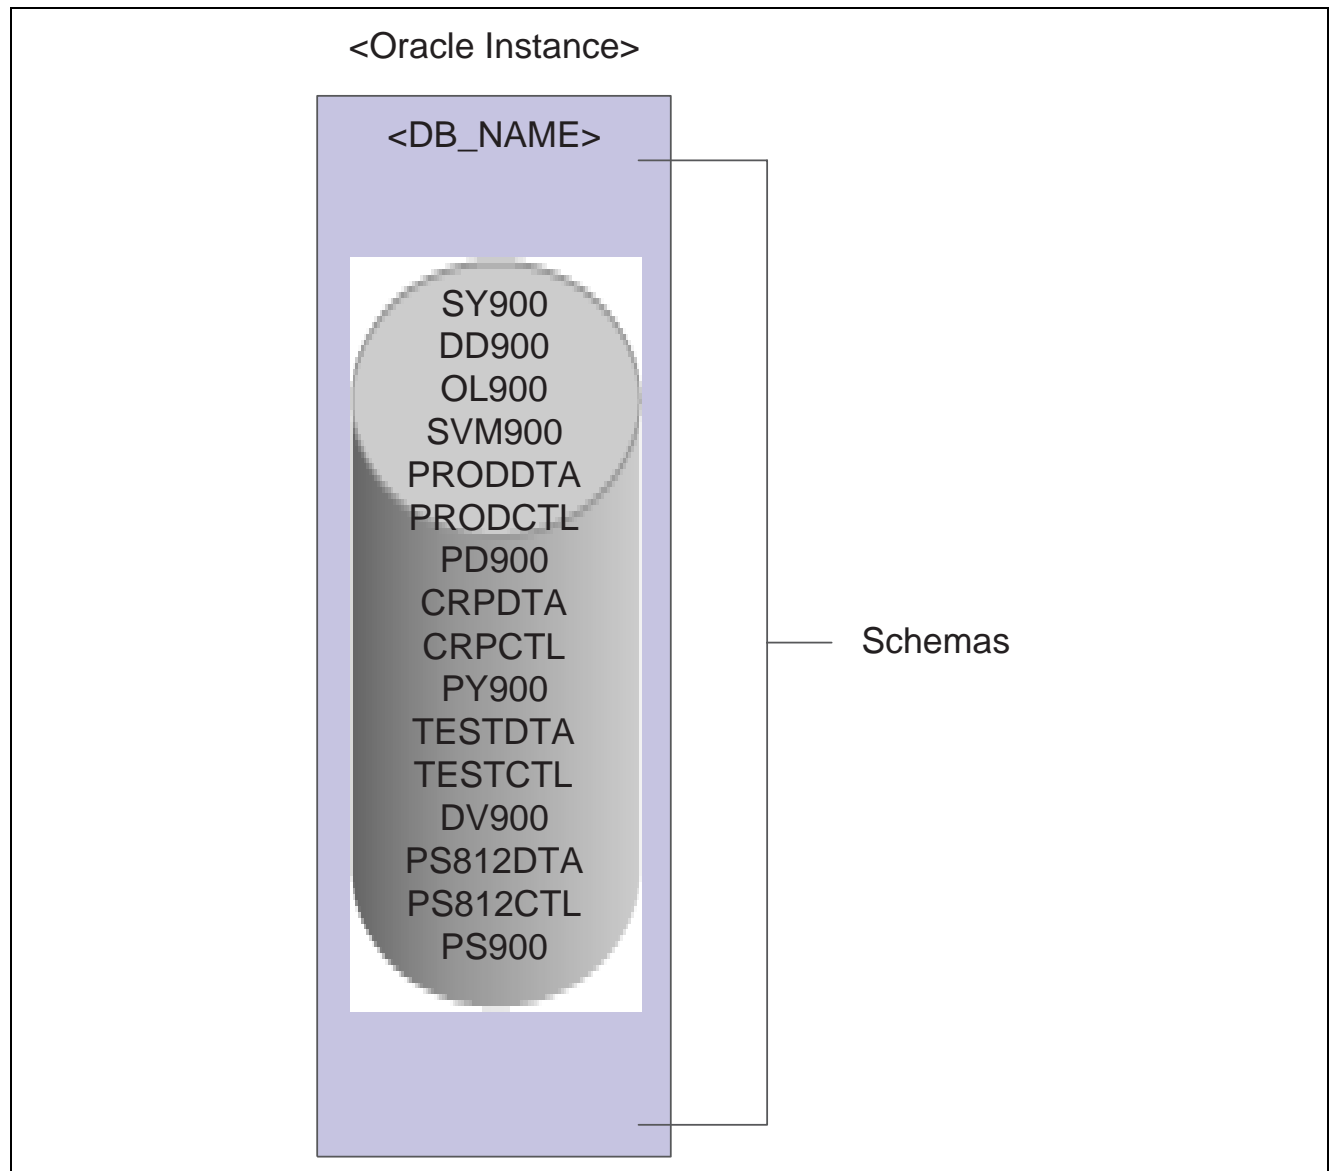 <Oracle Instance>
<DB_NAME>
SY900
DD900
OL900
SVM900
PRODDTA
PRODCTL
PD900
CRPDTA
CRPCTL
PY900
TESTDTA
TESTCTL
DV900
PS812DTA
PS812CTL
PS900
Schemas